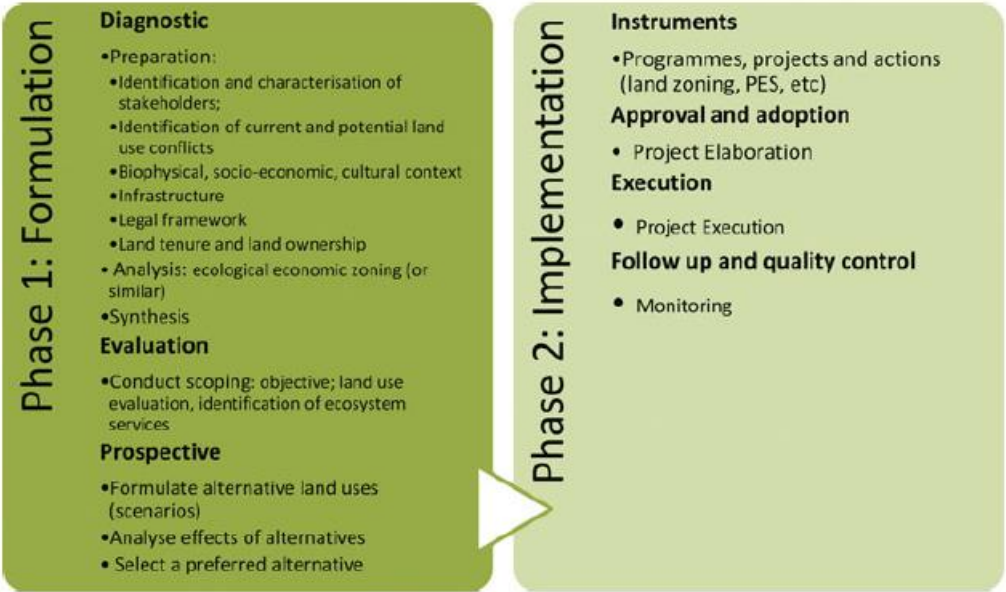 Phase 1: Formulation
Diagnostic
•Preparation:
•Identification and characterisation of
stakeholders;
•Identification of current and potential land
use conflicts
•Biophysical, socio-economic, cultural context
•Infrastructure
•Legal framework
•Land tenure and land ownership
• Analysis: ecological economic zoning (or
similar)
•Synthesis
Evaluation
•Conduct scoping: objective; land use
evaluation, identification of ecosystem
services
Prospective
•Formulate alternative land uses
(scenarios)
•Analyse effects of alternatives
• Select a preferred alternative
Phase 2: Implementation
Instruments
•Programmes, projects and actions
(land zoning, PES, etc)
Approval and adoption
• Project Elaboration
Execution
• Project Execution
Follow up and quality control
• Monitoring